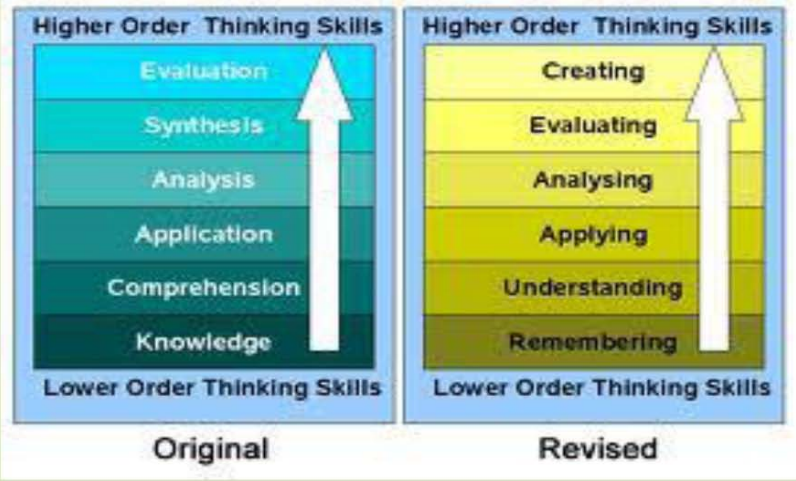 Higher Order Thinking Skills
Evaluation
Synthesis
Analysis
Application
Comprehension
Knowledge
Lower Order Thinking Skills
Original
Higher Order Thinking Skills
Creating
Evaluating
Analysing
Applying
Understanding
Remembering
Lower Order Thinking Skills
Revised